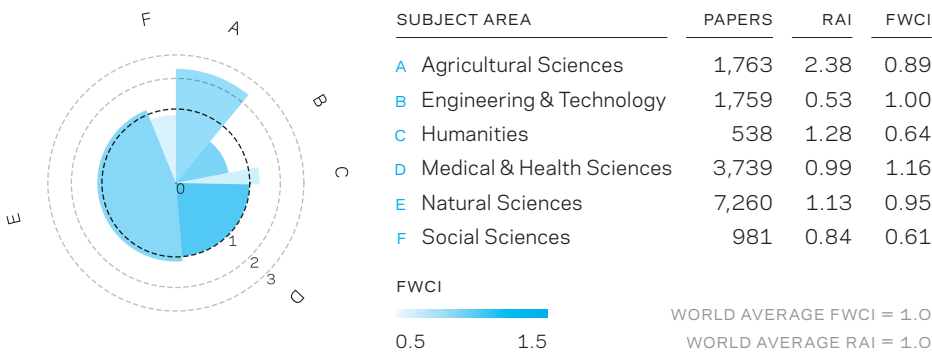 F
A
B
C
D
E
0
1
2
3
SUBJECT AREA PAPERS RAI FWCI
A Agricultural Sciences 1,763 2.38 0.89
B Engineering & Technology 1,759 0.53 1.00
C Humanities 538 1.28 0.64
D Medical & Health Sciences 3,739 0.99 1.16
E Natural Sciences 7,260 1.13 0.95
F Social Sciences 981 0.84 0.61
FWCI
0.5 1.5
WORLD AVERAGE FWCI = 1.0
WORLD AVERAGE RAI = 1.0